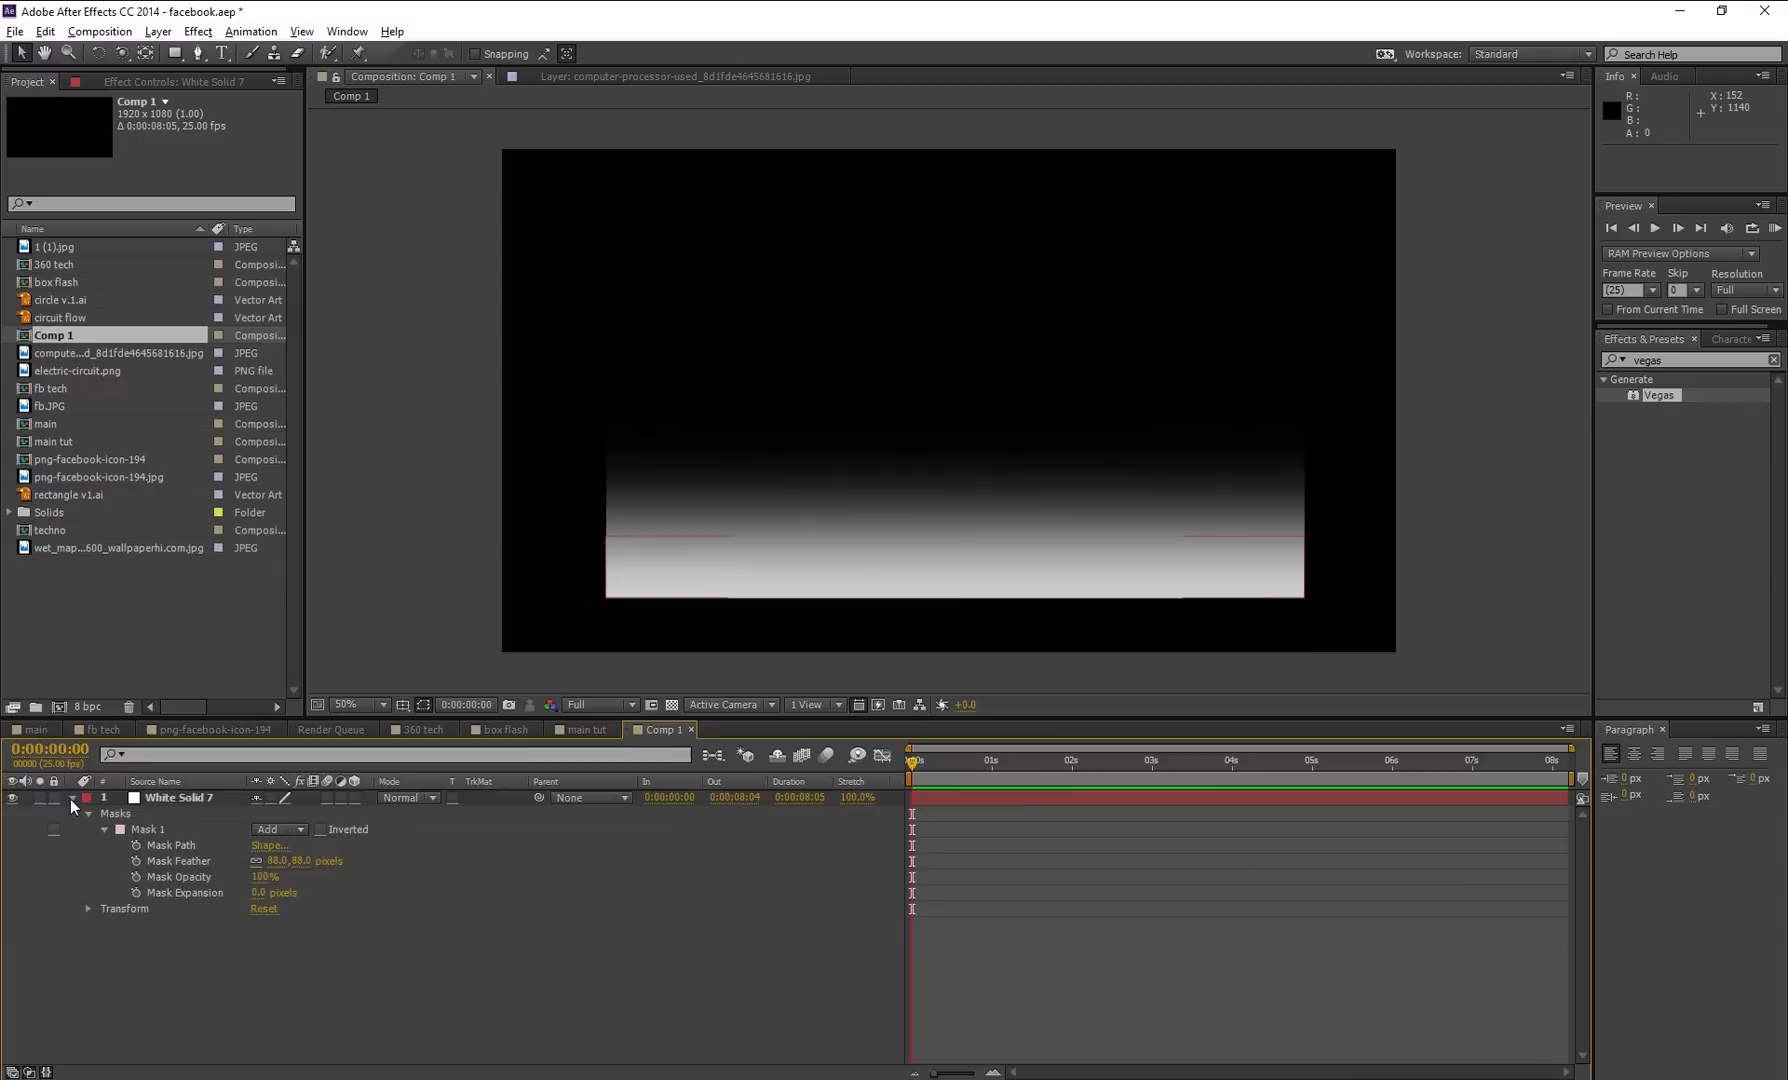 Adobe After Effects CC 2014 - facebook.aep *
File Edit Composition Layer Effect Animation View Window Help
Snapping Workspace: Standard Search Help
Project Effect Controls: White Solid 7 Composition: Comp 1 Layer: computer-processor-used_8d1fde4645681616.jpg Info Audio
Comp 1
1920 x 1080 (1.00)
Δ 0:00:08:05, 25.00 fps
Comp 1
R: X: 152
G: Y: 1140
B:
A: 0
Preview
RAM Preview Options
Frame Rate Skip Resolution
(25) 0 Full
From Current Time Full Screen
Effects & Presets Characte
vegas
Generate
Vegas
Name Type
1 (1).jpg JPEG
360 tech Composi...
box flash Composi...
circle v.1.ai Vector Art
circuit flow Vector Art
Comp 1 Composi...
compute...d_8d1fde4645681616.jpg JPEG
electric-circuit.png PNG file
fb tech Composi...
fb.JPG JPEG
main Composi...
main tut Composi...
png-facebook-icon-194 Composi...
png-facebook-icon-194.jpg JPEG
rectangle v1.ai Vector Art
Solids Folder
techno Composi...
wet_map...600_wallpaperhi.com.jpg JPEG
8 bpc
50% 0:00:00:00 Full Active Camera 1 View +0.0
main fb tech png-facebook-icon-194 Render Queue 360 tech box flash main tut Comp 1
0:00:00:00
00000 (25.00 fps)
# Source Name Mode T TrkMat Parent In Out Duration Stretch
1 White Solid 7 Normal None 0:00:00:00 0:00:08:04 0:00:08:05 100.0%
Masks
Mask 1 Add Inverted
Mask Path Shape...
Mask Feather 88.0,88.0 pixels
Mask Opacity 100%
Mask Expansion 0.0 pixels
Transform Reset
01s 02s 03s 04s 05s 06s 07s 08s
Paragraph
0 px 0 px 0 px
0 px 0 px